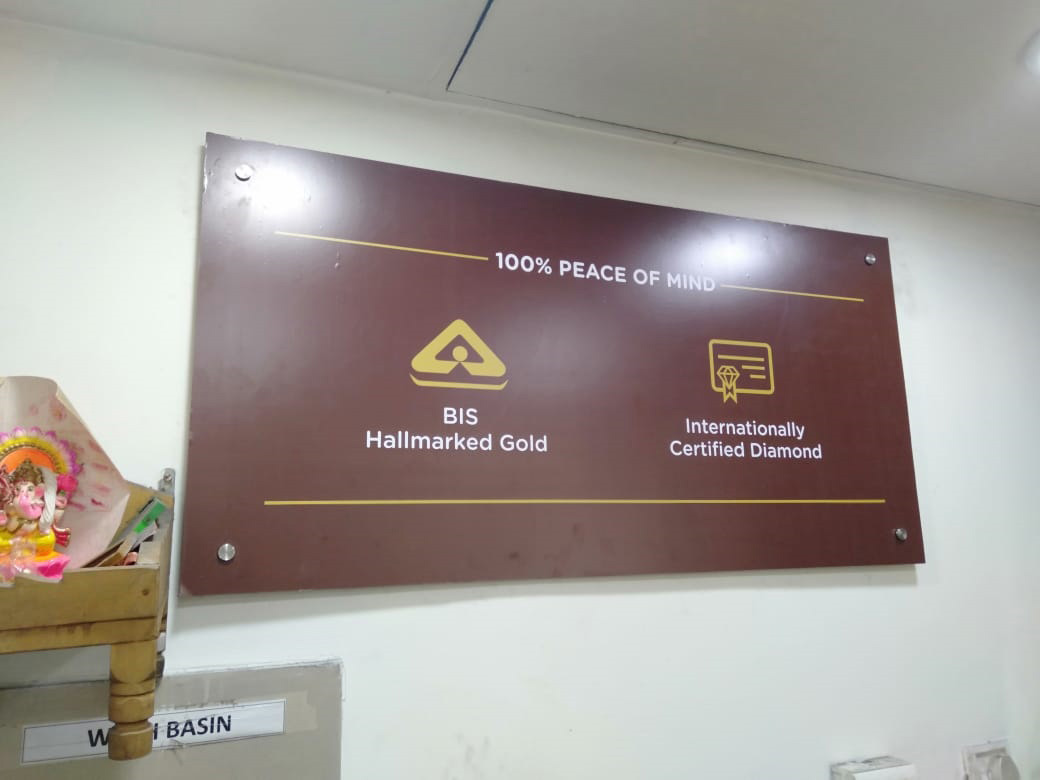 100% PEACE OF MIND
BIS
Hallmarked Gold
Internationally
Certified Diamond
BASIN